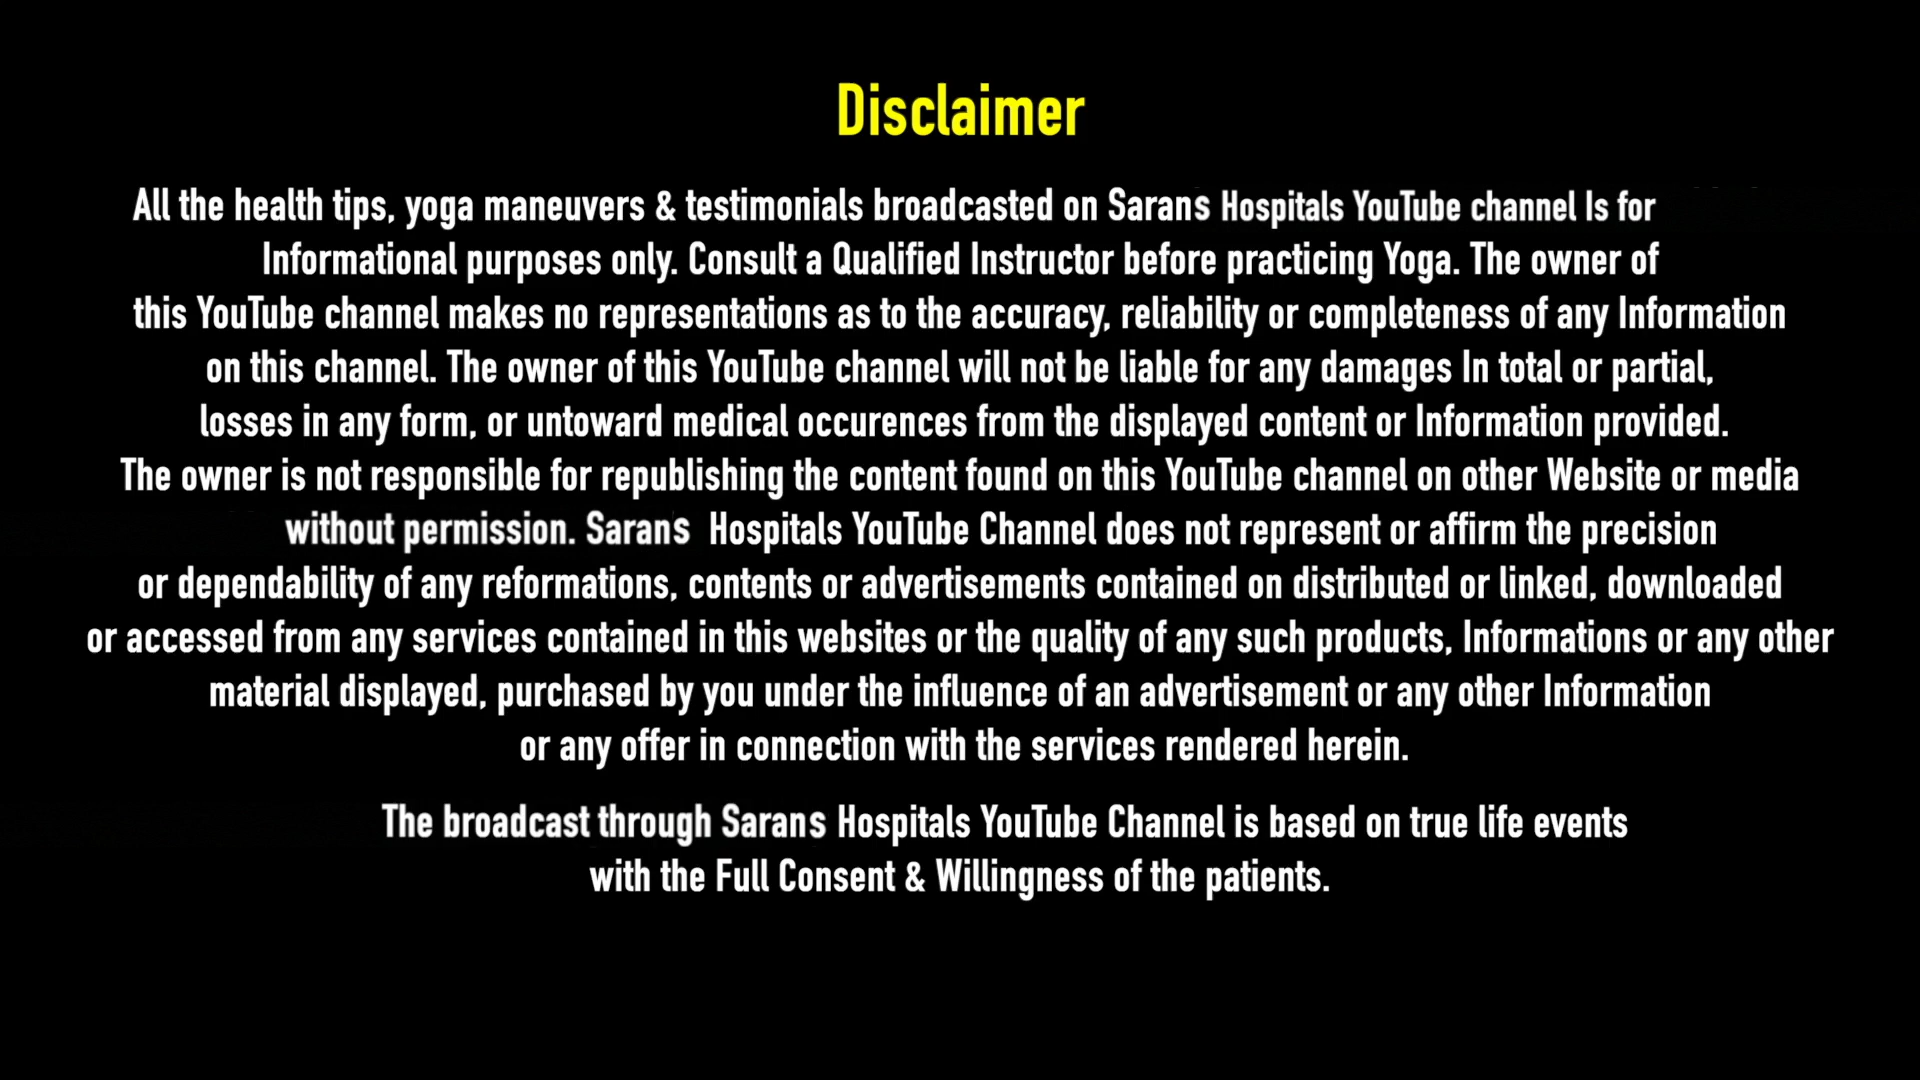 Disclaimer
All the health tips, yoga maneuvers & testimonials broadcasted on Sarans Hospitals YouTube channel Is for
Informational purposes only. Consult a Qualified Instructor before practicing Yoga. The owner of
this YouTube channel makes no representations as to the accuracy, reliability or completeness of any Information
on this channel. The owner of this YouTube channel will not be liable for any damages In total or partial,
losses in any form, or untoward medical occurences from the displayed content or Information provided.
The owner is not responsible for republishing the content found on this YouTube channel on other Website or media
without permission. Sarans Hospitals YouTube Channel does not represent or affirm the precision
or dependability of any reformations, contents or advertisements contained on distributed or linked, downloaded
or accessed from any services contained in this websites or the quality of any such products, Informations or any other
material displayed, purchased by you under the influence of an advertisement or any other Information
or any offer in connection with the services rendered herein.
The broadcast through Sarans Hospitals YouTube Channel is based on true life events
with the Full Consent & Willingness of the patients.